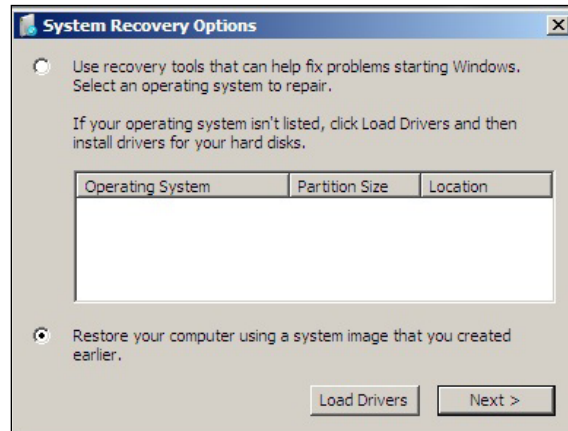 System Recovery Options
Use recovery tools that can help fix problems starting Windows.
Select an operating system to repair.
If your operating system isn't listed, click Load Drivers and then
install drivers for your hard disks.
Operating System Partition Size Location
Restore your computer using a system image that you created
earlier.
Load Drivers Next >